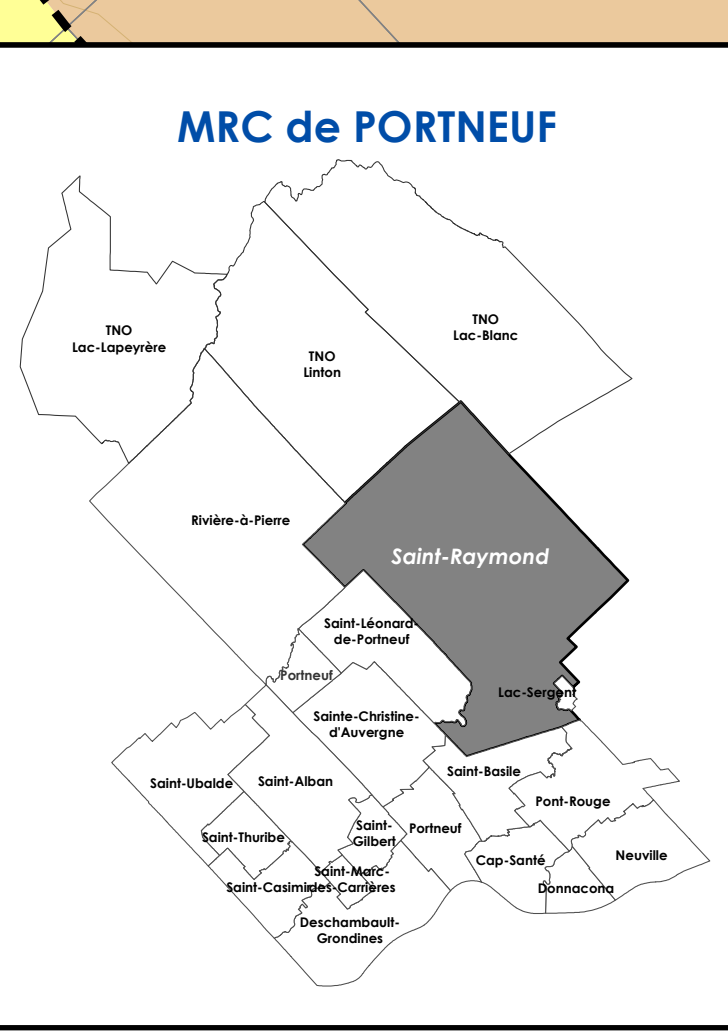 MRC de PORTNEUF
TNO
Lac-Blanc
TNO
Lac-Lapeyrère
TNO
Linton
Rivière-à-Pierre
Saint-Raymond
Saint-Léonard-
de-Portneuf
Portneuf
Lac-Sergent
Sainte-Christine-
d'Auvergne
Saint-Basile
Saint-Ubalde
Saint-Alban
Pont-Rouge
Saint-Thuribe
Saint-
Gilbert
Portneuf
Neuville
Cap-Santé
Saint-Marc-
des-Carrières
Saint-Casimir
Donnacona
Deschambault-
Grondines